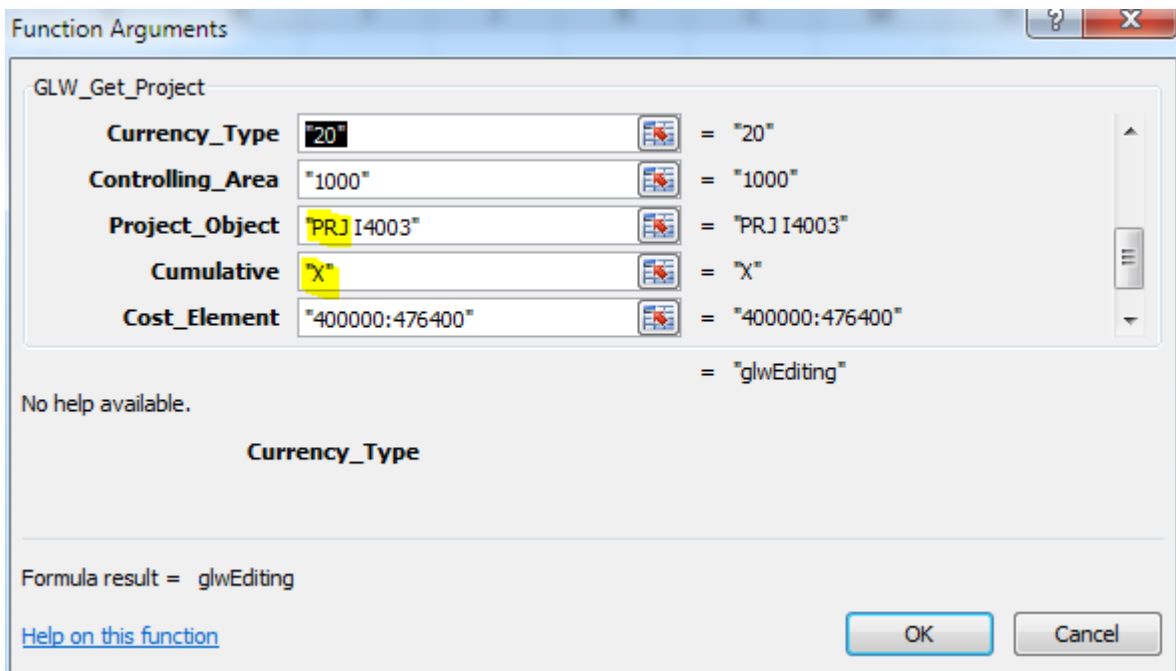 Function Arguments
? X
GLW_Get_Project
Currency_Type "20" = "20"
Controlling_Area "1000" = "1000"
Project_Object "PRJ I4003" = "PRJ I4003"
Cumulative "X" = "X"
Cost_Element "400000:476400" = "400000:476400"
= "glwEditing"
No help available.
Currency_Type
Formula result = glwEditing
Help on this function OK Cancel